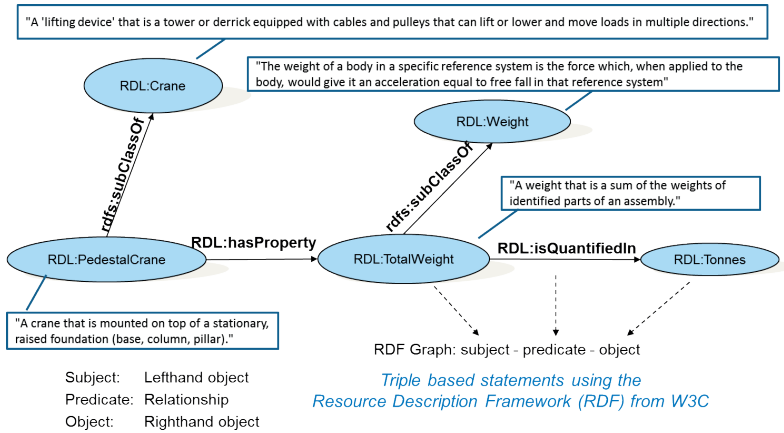 "A 'lifting device' that is a tower or derrick equipped with cables and pulleys that can lift or lower and move loads in multiple directions."
"The weight of a body in a specific reference system is the force which, when applied to the
body, would give it an acceleration equal to free fall in that reference system"
RDL:Crane
RDL:Weight
rdfs:subClassOf
rdfs:subClassOf
"A weight that is a sum of the weights of
identified parts of an assembly."
RDL:PedestalCrane
RDL:hasProperty
RDL:TotalWeight
RDL:isQuantifiedIn
RDL:Tonnes
"A crane that is mounted on top of a stationary,
raised foundation (base, column, pillar)."
RDF Graph: subject - predicate - object
Subject: Lefthand object
Predicate: Relationship
Object: Righthand object
Triple based statements using the
Resource Description Framework (RDF) from W3C